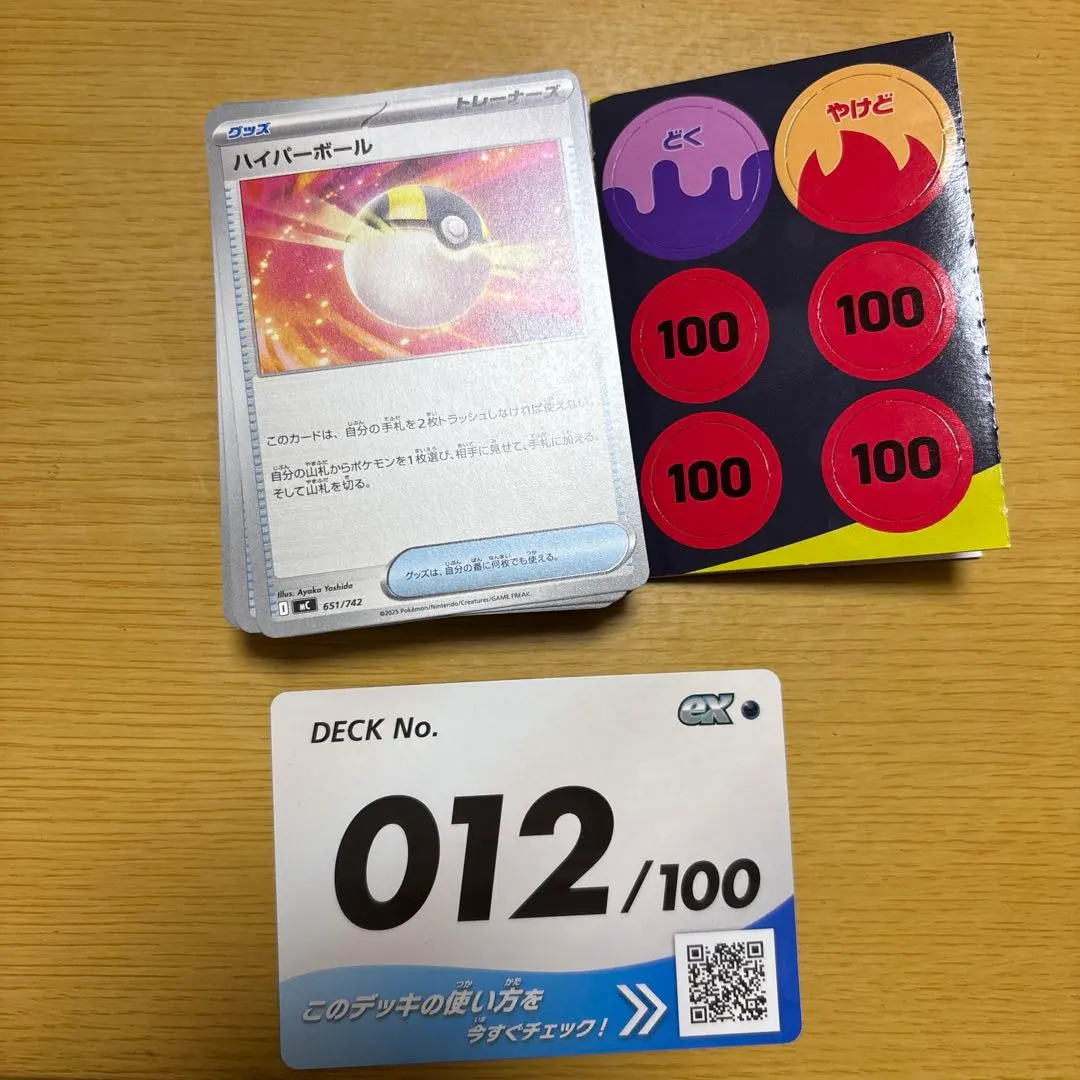 グッズ
トレーナーズ
ハイパーボール
このカードは、自分の手札を2枚トラッシュしなければ使えない。
自分の山札からポケモンを1枚選び、相手に見せて、手札に加える。
そして山札を切る。
グッズは、自分の番に何枚でも使える。
Illus. Ayaka Yoshida
MC 651/742
©2025 Pokémon/Nintendo/Creatures/GAME FREAK.
どく
やけど
100
100
100
100
DECK No.
ex
012/100
このデッキの使い方を
今すぐチェック!